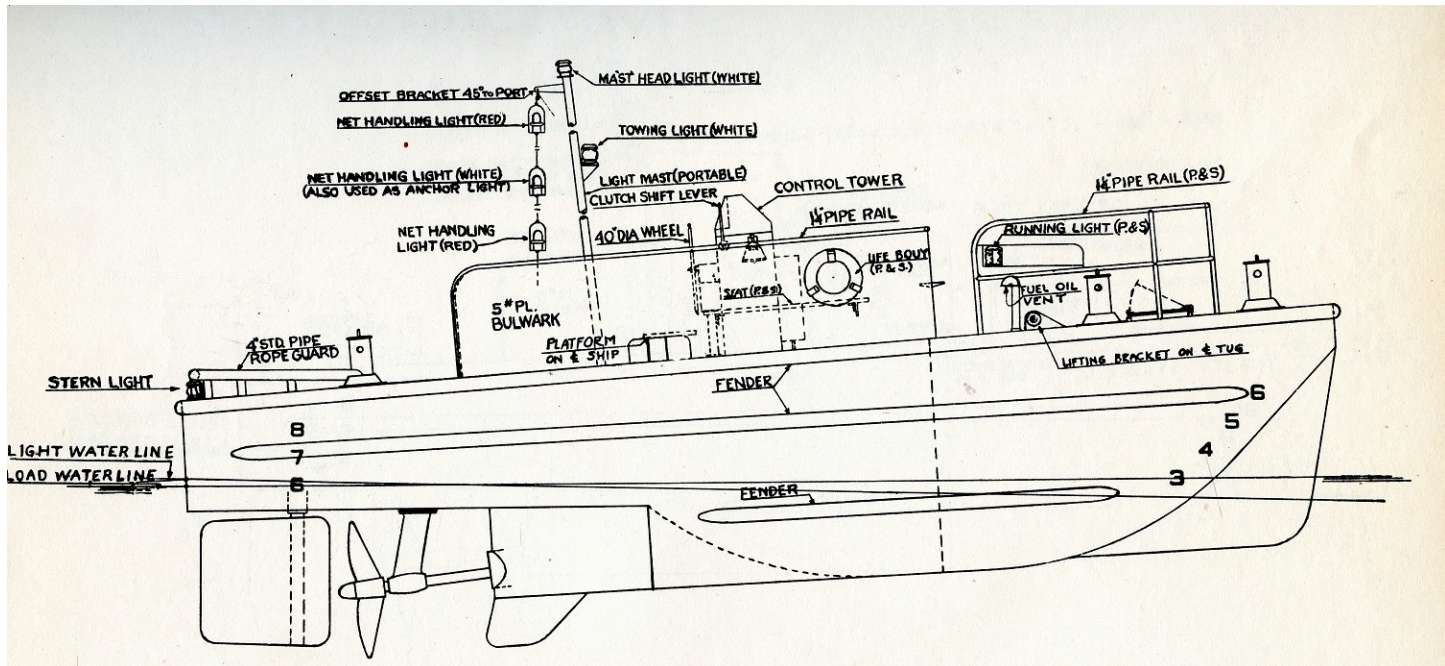 MAST HEAD LIGHT (WHITE)
OFFSET BRACKET 45° TO PORT
NET HANDLING LIGHT (RED)
TOWING LIGHT (WHITE)
NET HANDLING LIGHT (WHITE)
(ALSO USED AS ANCHOR LIGHT)
LIGHT MAST (PORTABLE)
CLUTCH SHIFT LEVER
CONTROL TOWER
1¼" PIPE RAIL (P.&S)
NET HANDLING
LIGHT (RED)
40" DIA WHEEL
1¼" PIPE RAIL
RUNNING LIGHT (P.&S)
LIFE BOUY
(P. & S.)
SEAT (P.&S)
FUEL OIL
VENT
5# PL.
BULWARK
PLATFORM
ON ℄ SHIP
4" STD. PIPE
ROPE GUARD
LIFTING BRACKET ON ℄ TUG
STERN LIGHT
FENDER
8
7
6
6
5
4
3
LIGHT WATER LINE
LOAD WATERLINE
FENDER